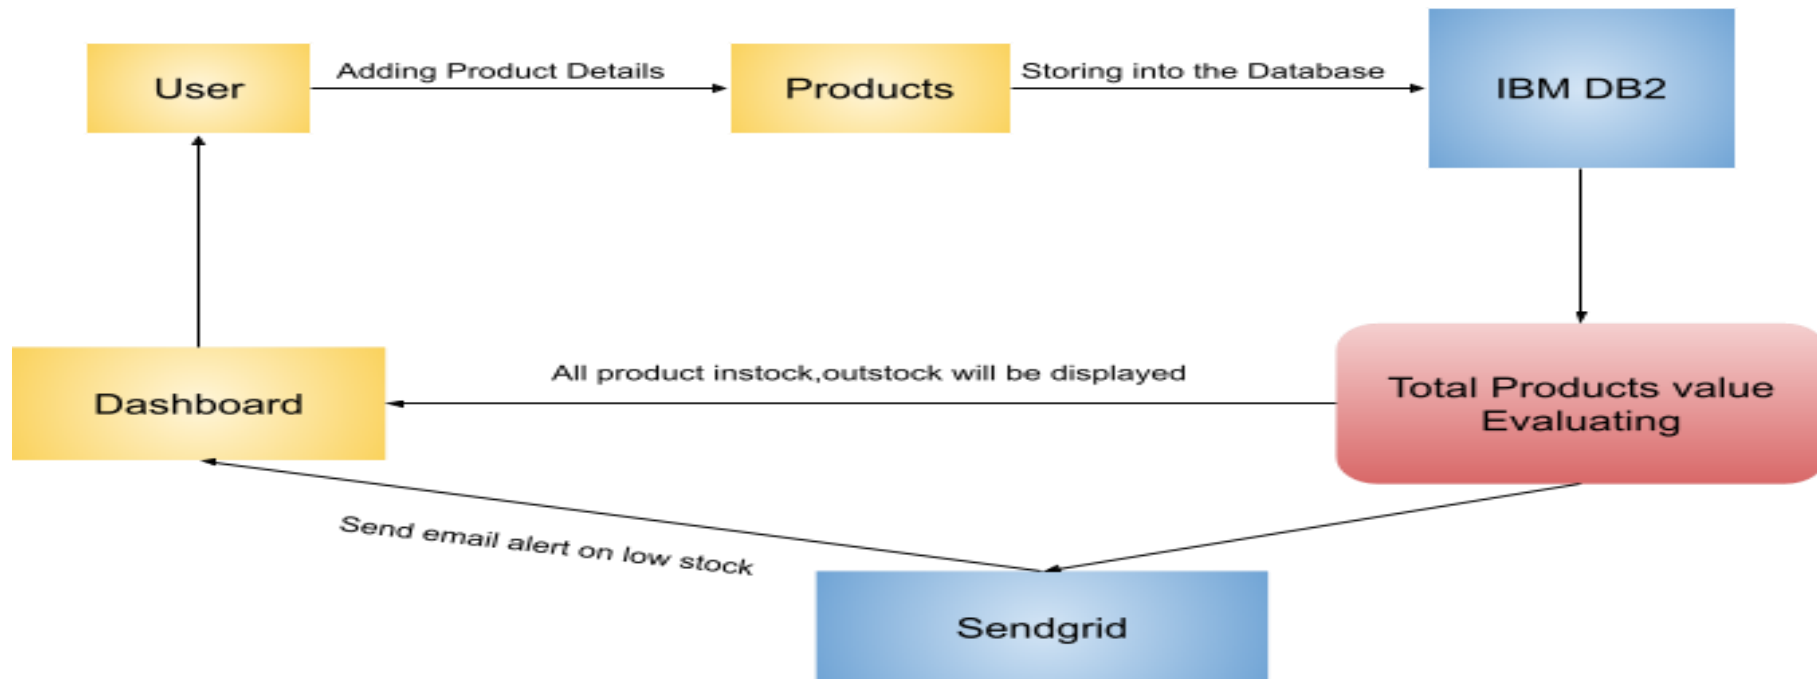 User
Adding Product Details
Products
Storing into the Database
IBM DB2
Dashboard
All product instock,outstock will be displayed
Total Products value
Evaluating
Send email alert on low stock
Sendgrid